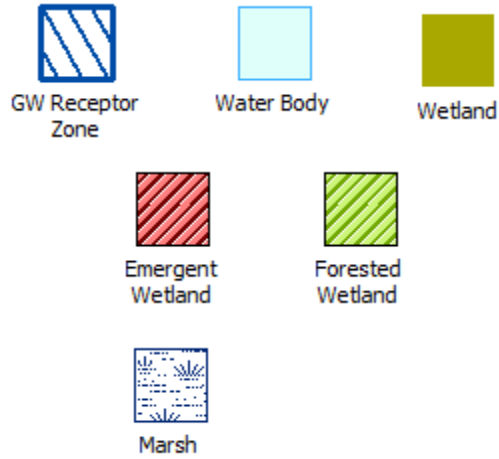 GW Receptor
Zone
Water Body
Wetland
Emergent
Wetland
Forested
Wetland
Marsh